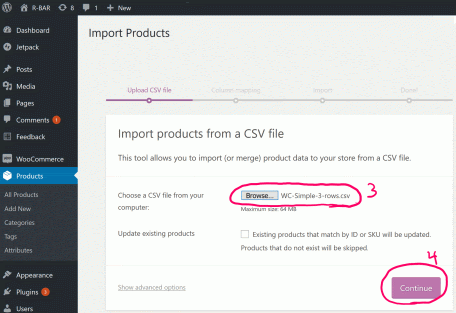 R-BAR 8 1 + New
Dashboard
Jetpack
Posts
Media
Pages
Comments 1
Feedback
WooCommerce
Products
All Products
Add New
Categories
Tags
Attributes
Appearance
Plugins 3
Users
Import Products
Upload CSV file Column mapping Import Done!
Import products from a CSV file
This tool allows you to import (or merge) product data to your store from a CSV file.
Choose a CSV file from your computer:
Browse... WC-Simple-3-rows.csv 3
Maximum size: 64 MB
Update existing products
Existing products that match by ID or SKU will be updated.
Products that do not exist will be skipped.
4
Show advanced options
Continue